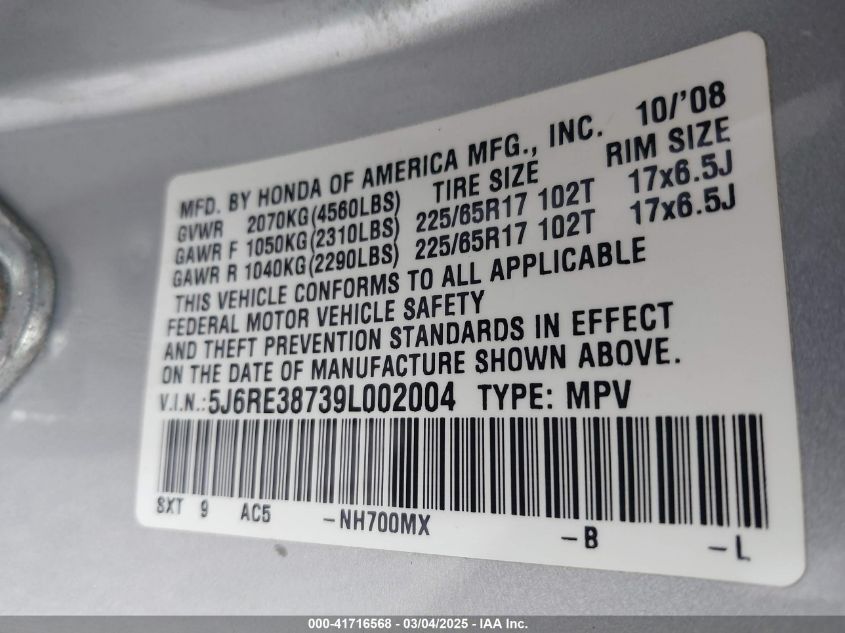 MFD. BY HONDA OF AMERICA MFG., INC. 10/'08
GVWR 2070KG(4560LBS) TIRE SIZE RIM SIZE
GAWR F 1050KG(2310LBS) 225/65R17 102T 17x6.5J
GAWR R 1040KG(2290LBS) 225/65R17 102T 17x6.5J
THIS VEHICLE CONFORMS TO ALL APPLICABLE
FEDERAL MOTOR VEHICLE SAFETY
AND THEFT PREVENTION STANDARDS IN EFFECT
ON THE DATE OF MANUFACTURE SHOWN ABOVE.
V.I.N.:5J6RE38739L002004 TYPE: MPV
SXT 9 AC5 -NH700MX -B -L
000-41716568 - 03/04/2025 - IAA Inc.